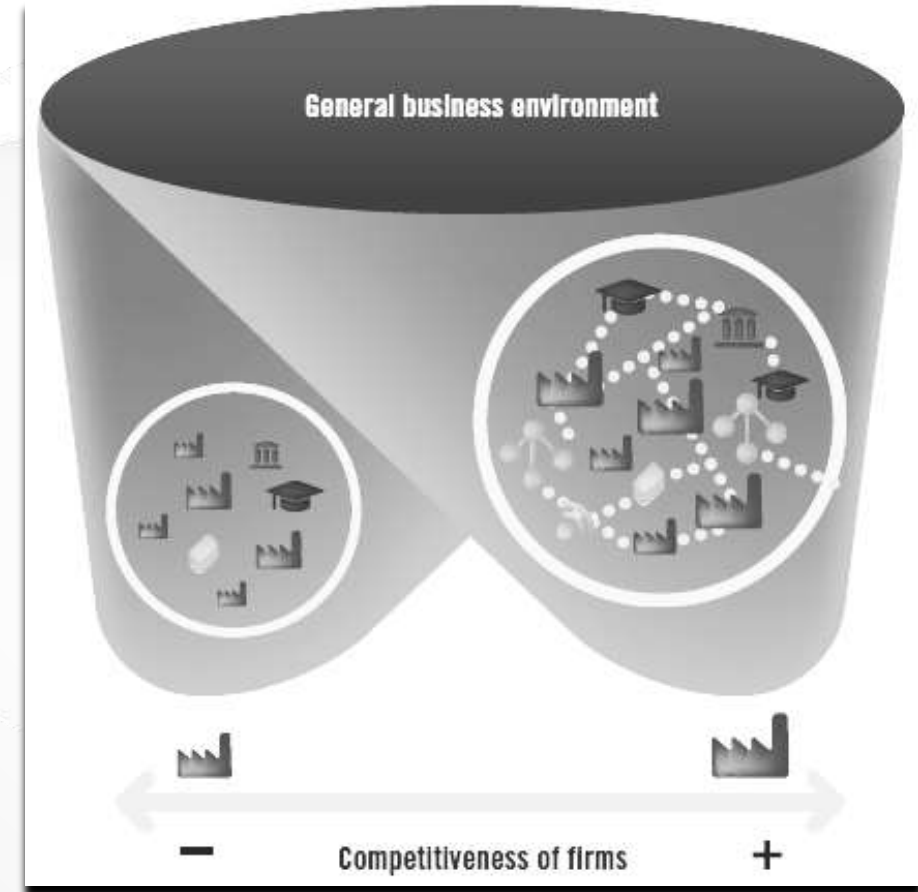 General business environment
−
Competitiveness of firms
+